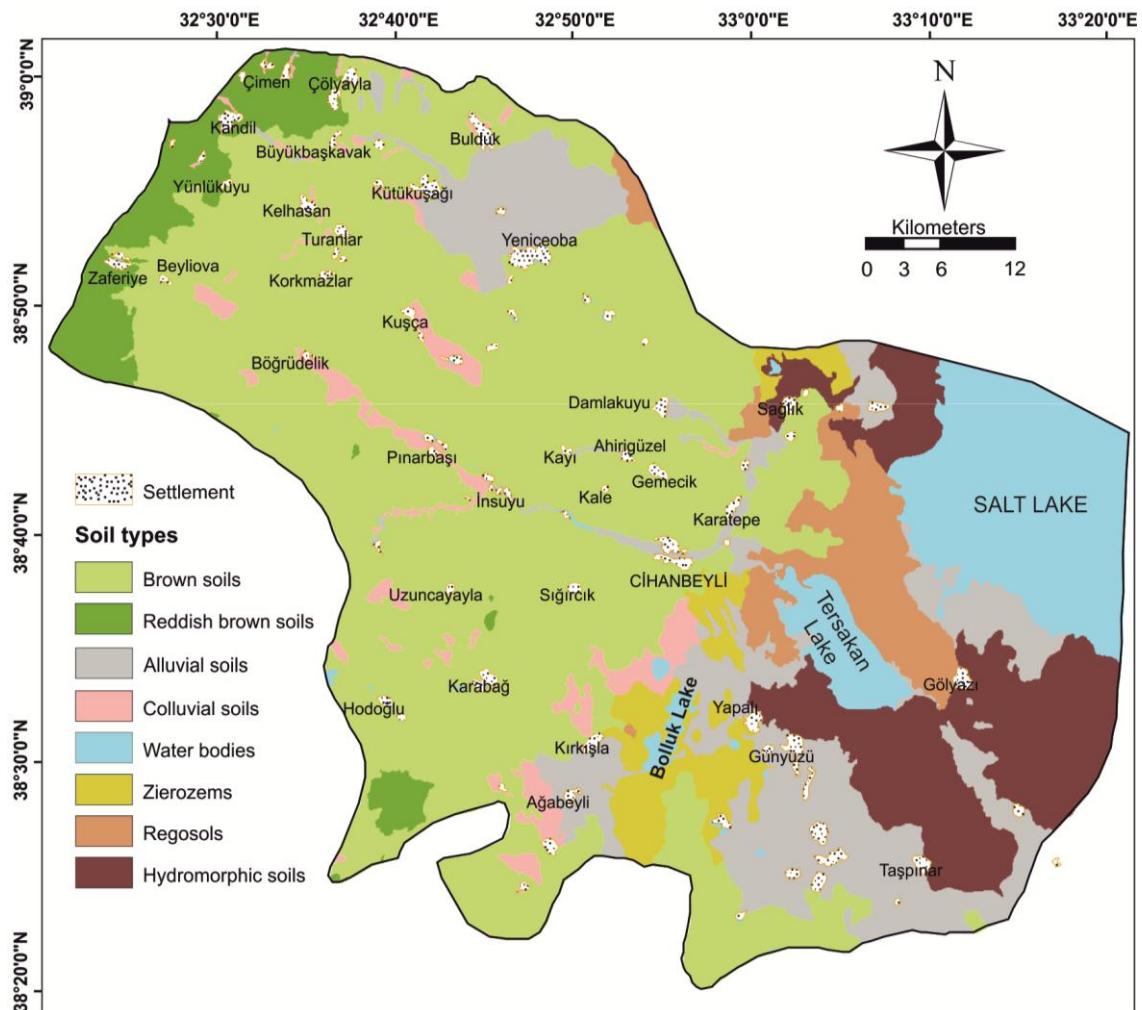 32°30'0"E
32°40'0"E
32°50'0"E
33°0'0"E
33°10'0"E
33°20'0"E
39°0'0"N
38°50'0"N
38°40'0"N
38°30'0"N
38°20'0"N
N
Kilometers
0 3 6 12
Çimen
Çölyayla
Kandil
Büyükbaşkavak
Bulduk
Yünlükuyu
Kütükuşağı
Kelhasan
Turanlar
Yeniceoba
Zaferiye
Beyliova
Korkmazlar
Kuşça
Böğrüdelik
Damlakuyu
Sağlık
Pınarbaşı
Kayı
Ahirigüzel
Gemecik
İnsuyu
Kale
Karatepe
SALT LAKE
CİHANBEYLİ
Uzuncayayla
Sığırcık
Tersakan
Lake
Gölyazı
Karabağ
Hodoğlu
Bolluk Lake
Yapalı
Kırkışla
Günyüzü
Ağabeyli
Taşpınar
Settlement
Soil types
Brown soils
Reddish brown soils
Alluvial soils
Colluvial soils
Water bodies
Zierozems
Regosols
Hydromorphic soils